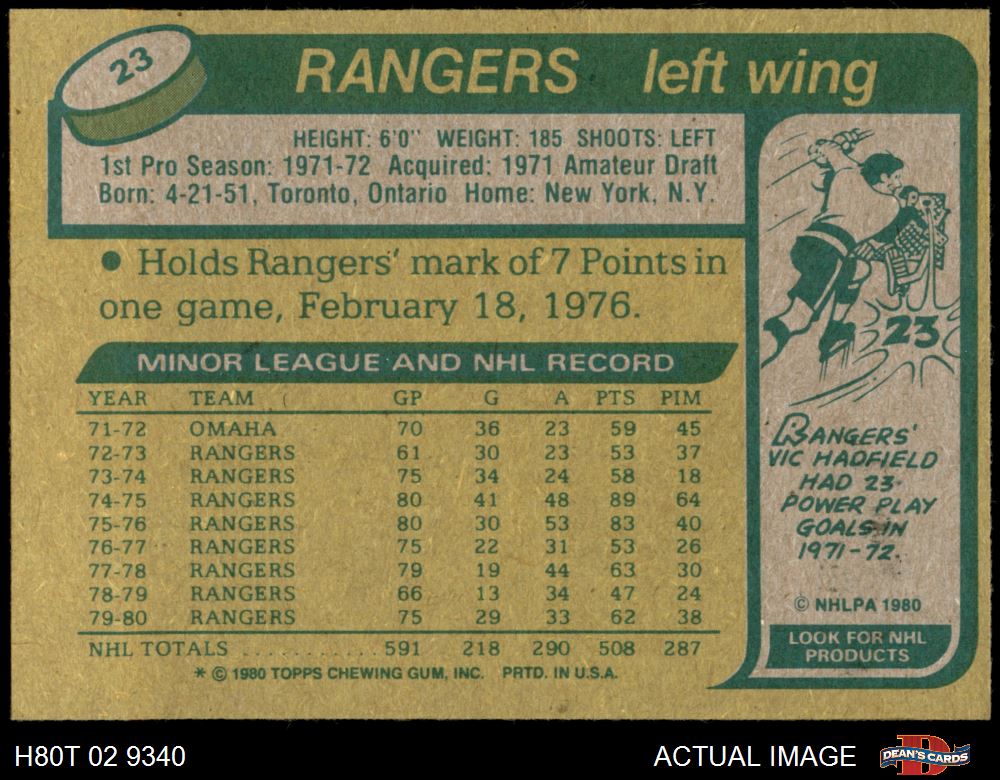 23
RANGERS left wing
HEIGHT: 6'0" WEIGHT: 185 SHOOTS: LEFT
1st Pro Season: 1971-72 Acquired: 1971 Amateur Draft
Born: 4-21-51, Toronto, Ontario Home: New York, N.Y.
● Holds Rangers' mark of 7 Points in
one game, February 18, 1976.
MINOR LEAGUE AND NHL RECORD
YEAR TEAM GP G A PTS PIM
71-72 OMAHA 70 36 23 59 45
72-73 RANGERS 61 30 23 53 37
73-74 RANGERS 75 34 24 58 18
74-75 RANGERS 80 41 48 89 64
75-76 RANGERS 80 30 53 83 40
76-77 RANGERS 75 22 31 53 26
77-78 RANGERS 79 19 44 63 30
78-79 RANGERS 66 13 34 47 24
79-80 RANGERS 75 29 33 62 38
NHL TOTALS ........... 591 218 290 508 287
* © 1980 TOPPS CHEWING GUM, INC. PRTD. IN U.S.A.
23
RANGERS'
VIC HADFIELD
HAD 23
POWER PLAY
GOALS IN
1971-72.
© NHLPA 1980
LOOK FOR NHL
PRODUCTS
H80T 02 9340
ACTUAL IMAGE
DEAN'S CARDS